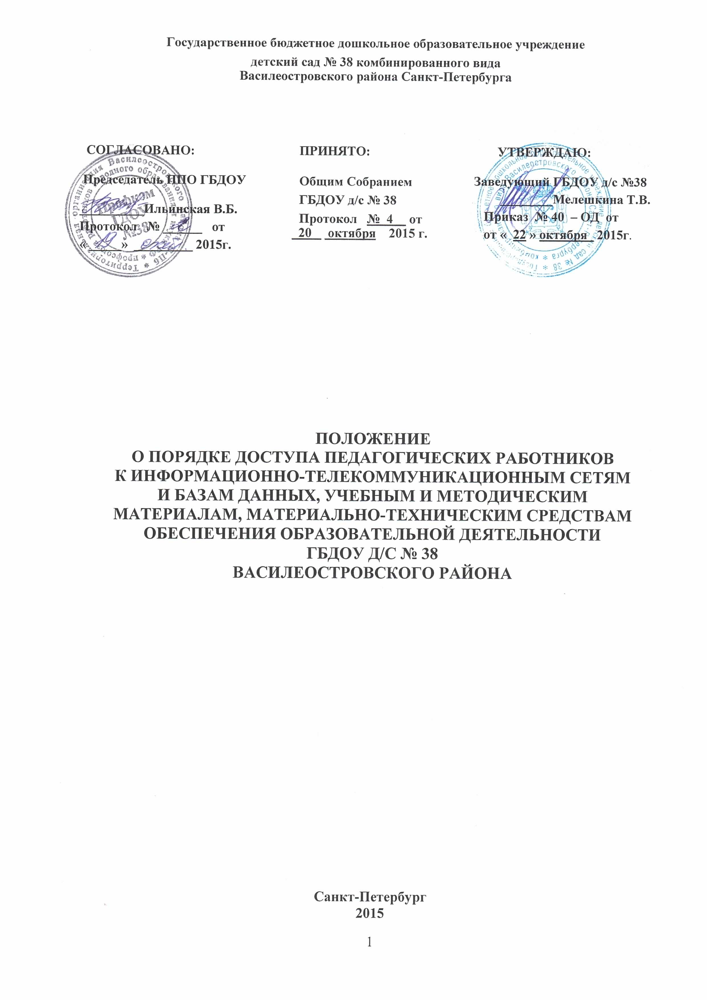 Государственное бюджетное дошкольное образовательное учреждение
детский сад № 38 комбинированного вида
Василеостровского района Санкт-Петербурга
СОГЛАСОВАНО:
Председатель ППО ГБДОУ
Ильинская В.Б.
Протокол № от
« 19 » октяб 2015г.
Профком
ГДОУ
№38
ПРИНЯТО:
Общим Собранием
ГБДОУ д/с № 38
Протокол № 4 от
20 октября 2015 г.
УТВЕРЖДАЮ:
Заведующий ГБДОУ д/с №38
Мелешкина Т.В.
Приказ № 40 – ОД от
от « 22 » октября 2015г.
ПОЛОЖЕНИЕ
О ПОРЯДКЕ ДОСТУПА ПЕДАГОГИЧЕСКИХ РАБОТНИКОВ
К ИНФОРМАЦИОННО-ТЕЛЕКОММУНИКАЦИОННЫМ СЕТЯМ
И БАЗАМ ДАННЫХ, УЧЕБНЫМ И МЕТОДИЧЕСКИМ
МАТЕРИАЛАМ, МАТЕРИАЛЬНО-ТЕХНИЧЕСКИМ СРЕДСТВАМ
ОБЕСПЕЧЕНИЯ ОБРАЗОВАТЕЛЬНОЙ ДЕЯТЕЛЬНОСТИ
ГБДОУ Д/С № 38
ВАСИЛЕОСТРОВСКОГО РАЙОНА
Санкт-Петербург
2015
1